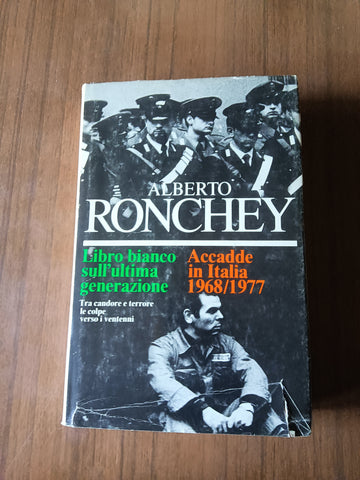 ALBERTO
RONCHEY
Libro bianco
sull'ultima
generazione
Tra candore e terrore
le colpe
verso i ventenni
Accadde
in Italia
1968/1977